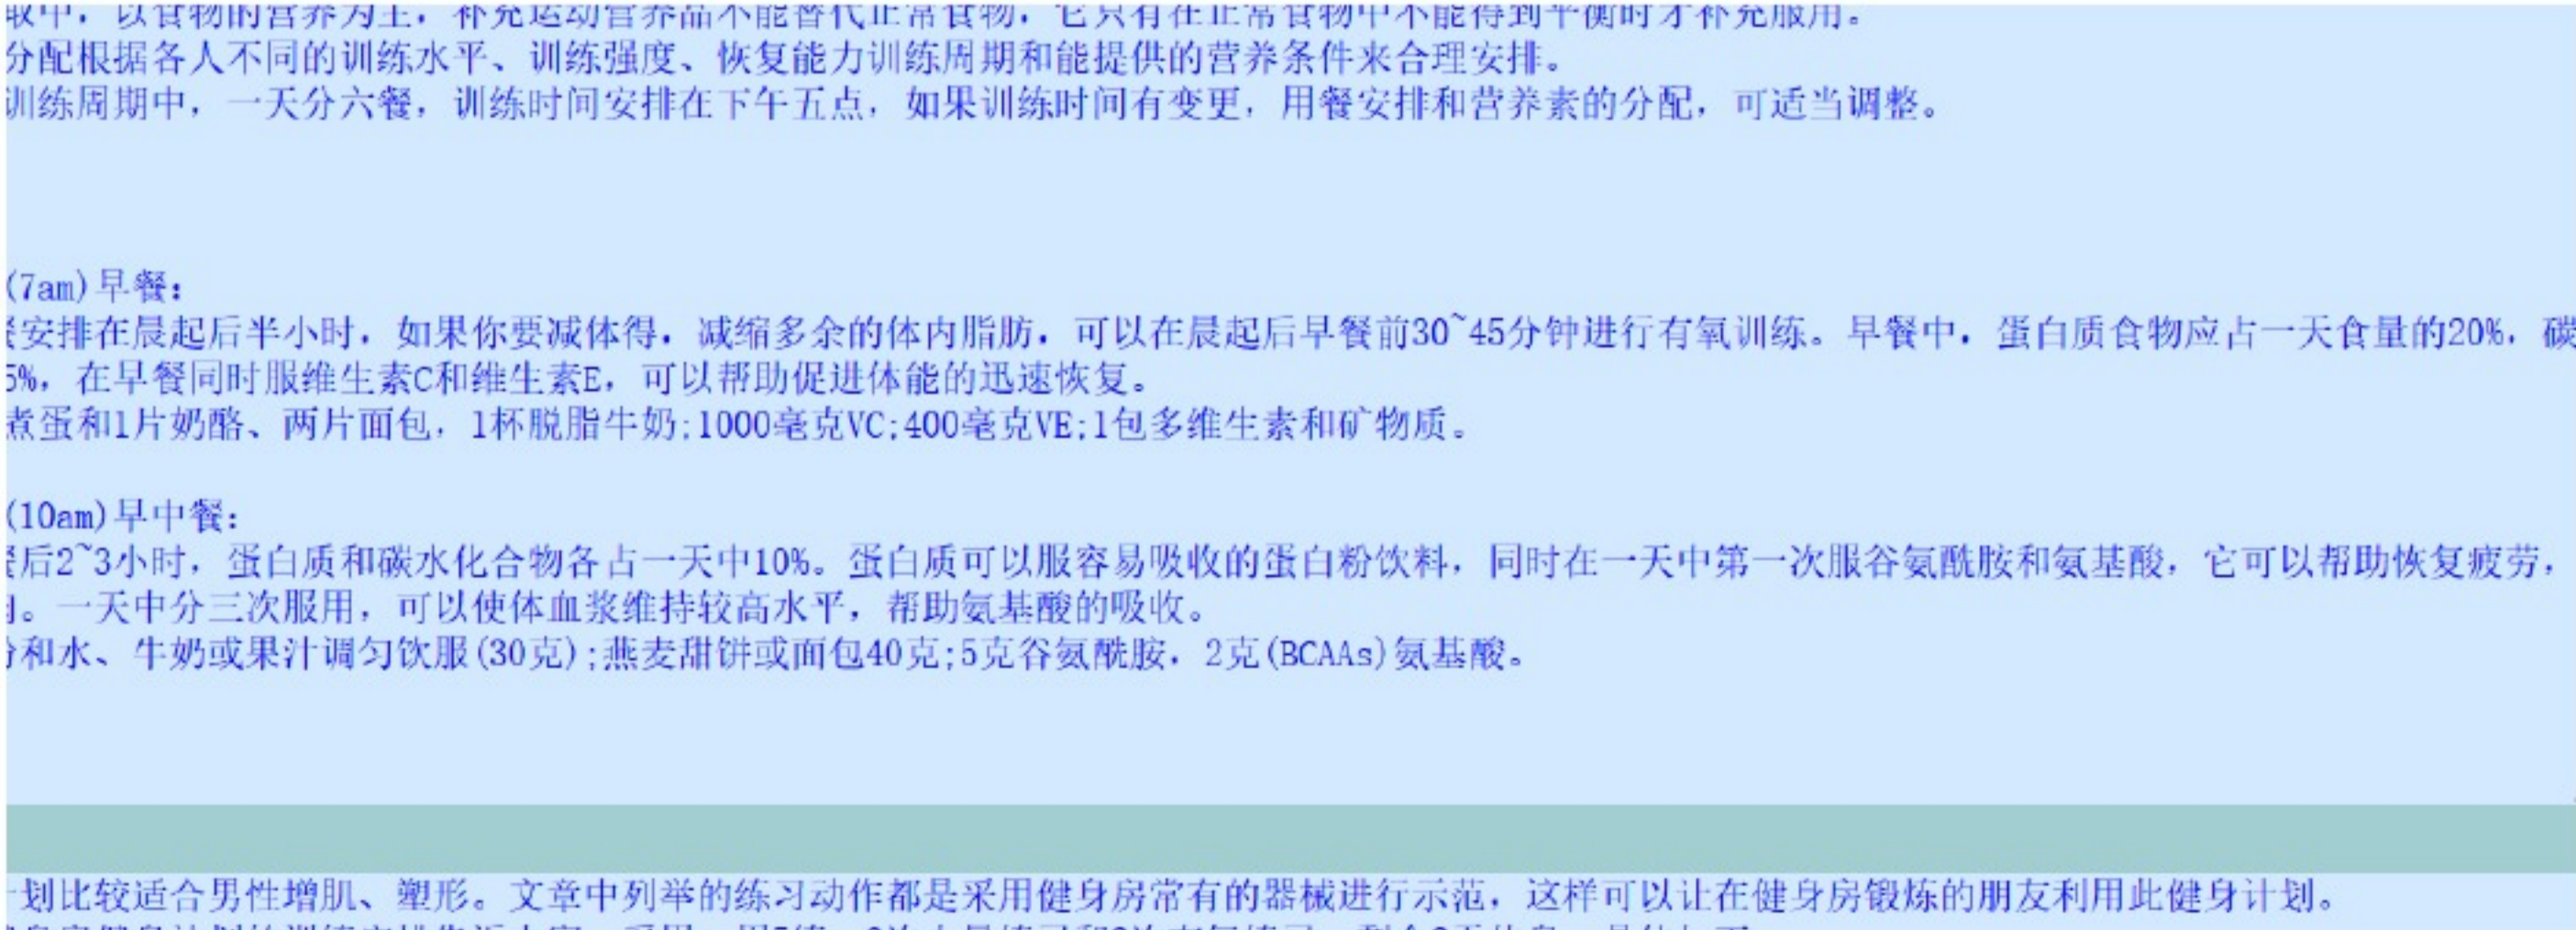 取中，以食物的营养为主，补充运动营养品不能替代正常食物，它只有在正常食物中不能得到平衡时才补充服用。
分配根据各人不同的训练水平、训练强度、恢复能力训练周期和能提供的营养条件来合理安排。
训练周期中，一天分六餐，训练时间安排在下午五点，如果训练时间有变更，用餐安排和营养素的分配，可适当调整。
(7am)早餐：
安排在晨起后半小时，如果你要减体得，减缩多余的体内脂肪，可以在晨起后早餐前30~45分钟进行有氧训练。早餐中，蛋白质食物应占一天食量的20%，碳
5%，在早餐同时服维生素C和维生素E，可以帮助促进体能的迅速恢复。
煮蛋和1片奶酪、两片面包，1杯脱脂牛奶;1000毫克VC;400毫克VE;1包多维生素和矿物质。
(10am)早中餐：
后2~3小时，蛋白质和碳水化合物各占一天中10%。蛋白质可以服容易吸收的蛋白粉饮料，同时在一天中第一次服谷氨酰胺和氨基酸，它可以帮助恢复疲劳，
。一天中分三次服用，可以使体血浆维持较高水平，帮助氨基酸的吸收。
和水、牛奶或果汁调匀饮服(30克);燕麦甜饼或面包40克;5克谷氨酰胺，2克(BCAAs)氨基酸。
划比较适合男性增肌、塑形。文章中列举的练习动作都是采用健身房常有的器械进行示范，这样可以让在健身房锻炼的朋友利用此健身计划。